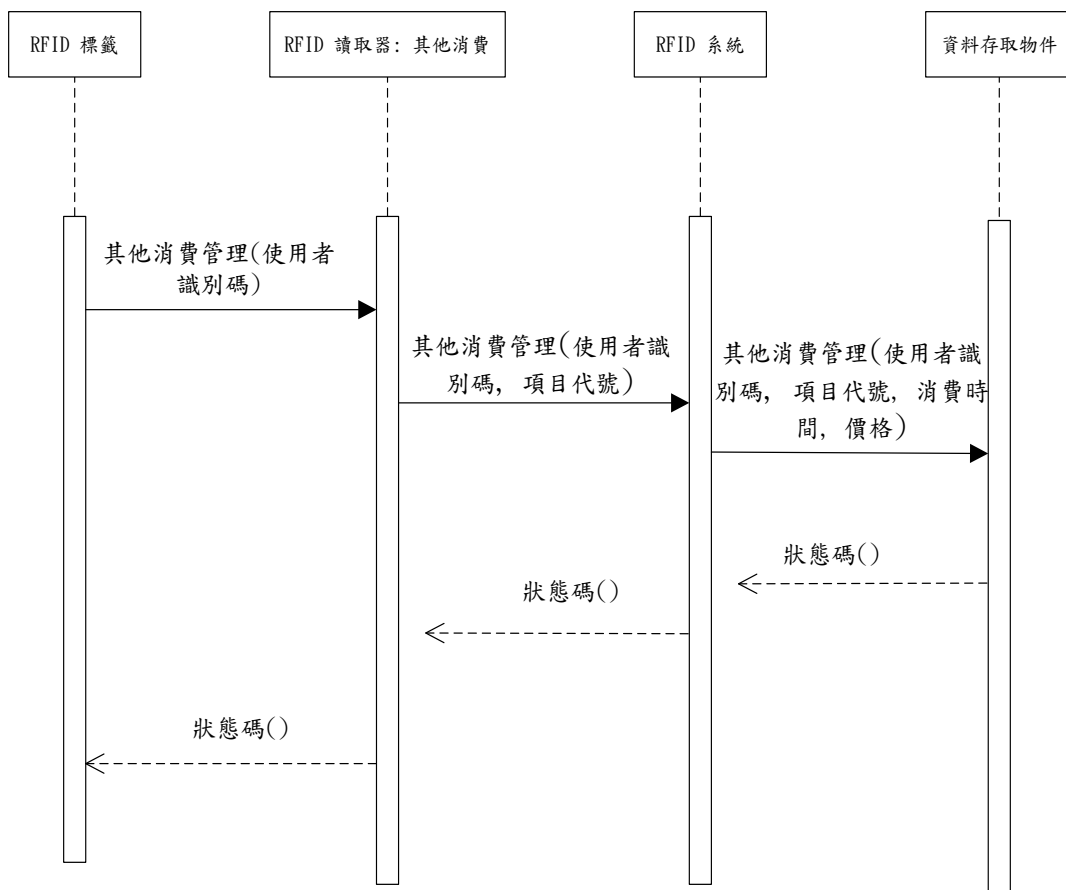 RFID 標籤
RFID 讀取器: 其他消費
RFID 系統
資料存取物件
其他消費管理(使用者
識別碼)
其他消費管理(使用者識
別碼, 項目代號)
其他消費管理(使用者識
別碼, 項目代號, 消費時
間, 價格)
狀態碼()
狀態碼()
狀態碼()